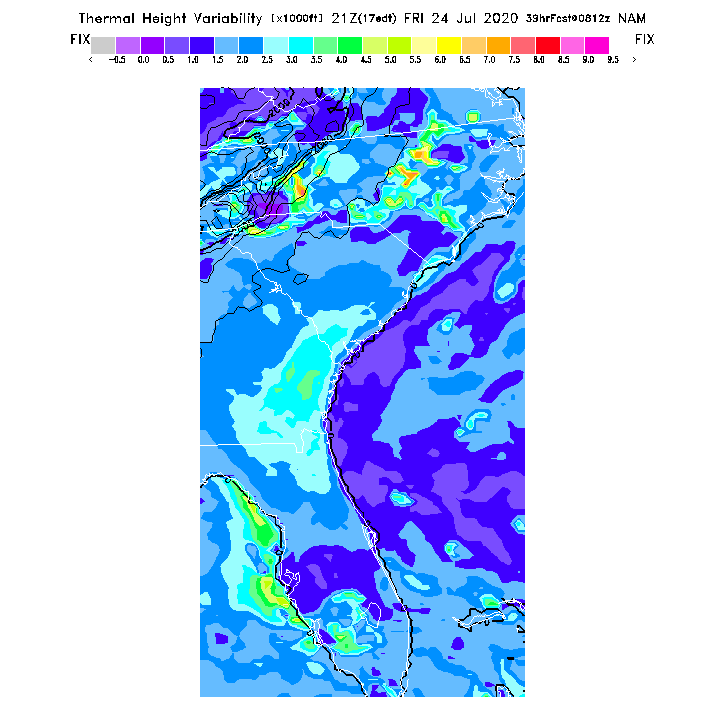 Thermal Height Variability [x1000ft] 21Z(17edt) FRI 24 Jul 2020 39hrFcst@0812z NAM
FIX FIX
< -0.5 0.0 0.5 1.0 1.5 2.0 2.5 3.0 3.5 4.0 4.5 5.0 5.5 6.0 6.5 7.0 7.5 8.0 8.5 9.0 9.5 >